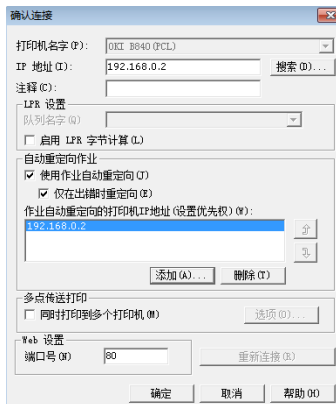 确认连接
打印机名字(P): OKI B840(PCL)
IP 地址(I): 192.168.0.2 搜索(D)...
注释(C):
LPR 设置
队列名字(Q)
启用 LPR 字节计算(L)
自动重定向作业
使用作业自动重定向(J)
仅在出错时重定向(E)
作业自动重定向的打印机IP地址(设置优先权)(W):
192.168.0.2
添加(A)... 删除(T)
多点传送打印
同时打印到多个打印机(M) 选项(O)...
Web 设置
端口号(N) 80 重新连接(R)
确定 取消 帮助(H)